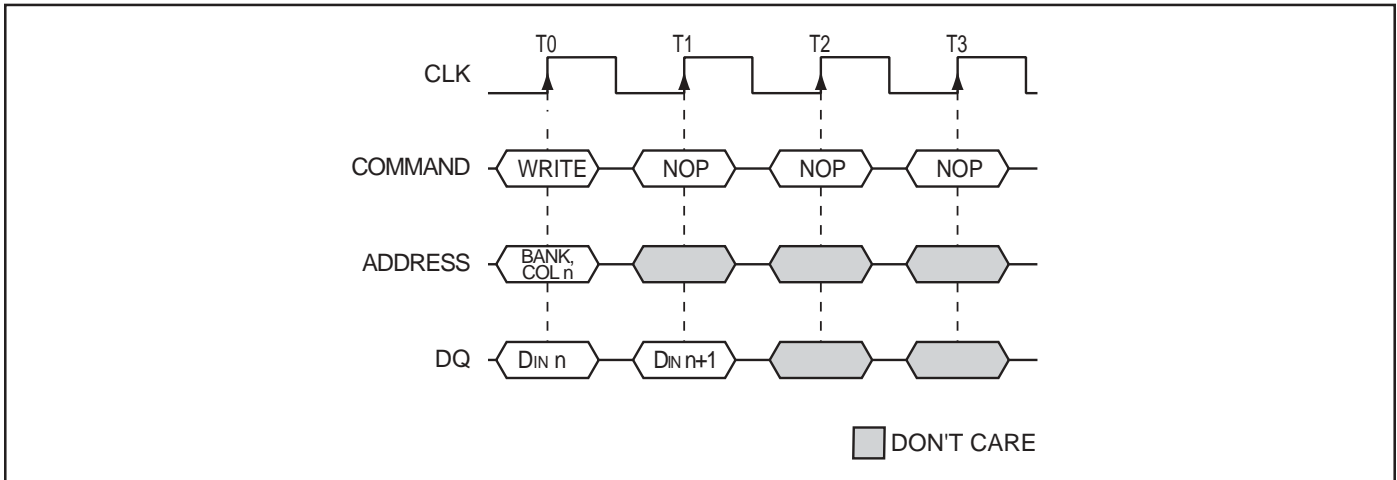 T0 T1 T2 T3
CLK
COMMAND WRITE NOP NOP NOP
ADDRESS BANK,
COL n
DQ DIN n DIN n+1
DON'T CARE